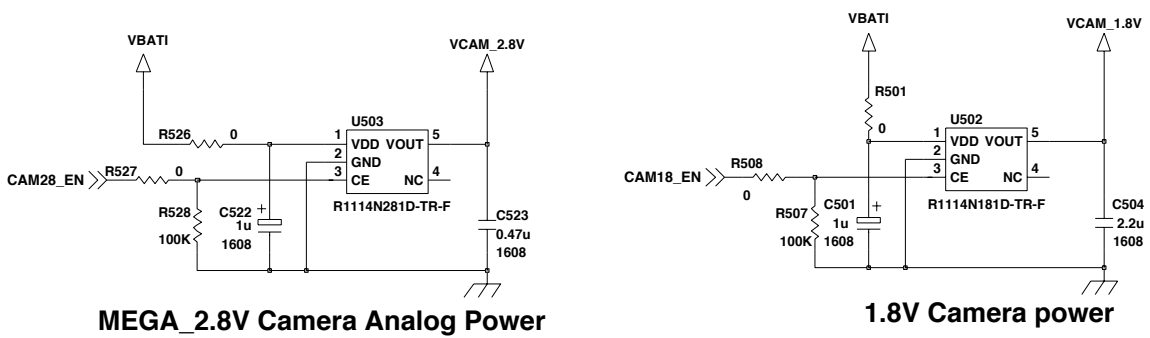 VBATI
VCAM_2.8V
R526
0
U503
1
VDD VOUT
5
2
GND
3
CE
NC
4
CAM28_EN
R527
0
R1114N281D-TR-F
R528
100K
C522
+
1u
1608
C523
0.47u
1608
MEGA_2.8V Camera Analog Power
VBATI
VCAM_1.8V
R501
0
U502
1
VDD VOUT
5
2
GND
3
CE
NC
4
CAM18_EN
R508
0
R1114N181D-TR-F
R507
100K
C501
+
1u
1608
C504
2.2u
1608
1.8V Camera power